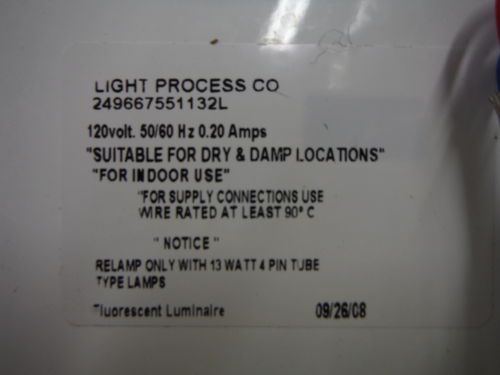 LIGHT PROCESS CO
249667551132L
120volt. 50/60 Hz 0.20 Amps
"SUITABLE FOR DRY & DAMP LOCATIONS"
"FOR INDOOR USE"
"FOR SUPPLY CONNECTIONS USE
WIRE RATED AT LEAST 90° C
" NOTICE "
RELAMP ONLY WITH 13 WATT 4 PIN TUBE
TYPE LAMPS
Fluorescent Luminaire 09/26/08